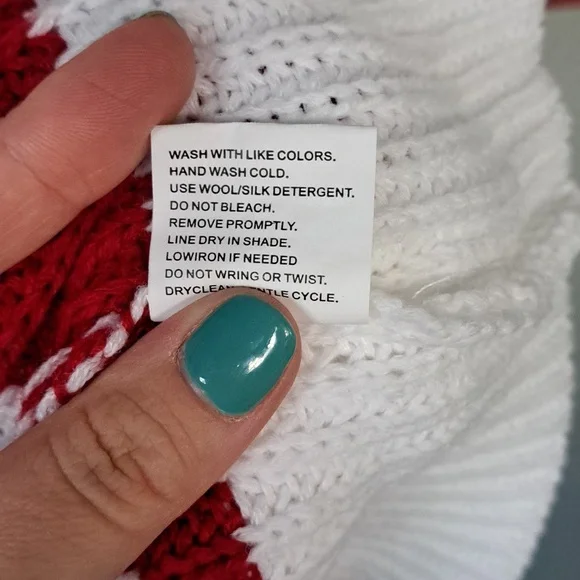 WASH WITH LIKE COLORS.
HAND WASH COLD.
USE WOOL/SILK DETERGENT.
DO NOT BLEACH.
REMOVE PROMPTLY.
LINE DRY IN SHADE.
LOWIRON IF NEEDED
DO NOT WRING OR TWIST.
DRYCLEAN CYCLE.